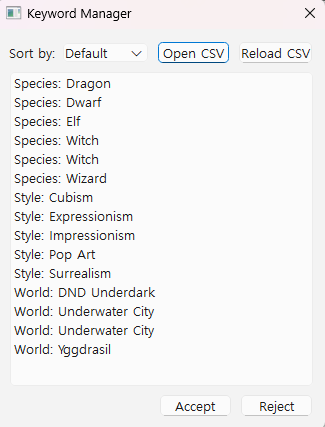 Keyword Manager
Sort by: Default Open CSV Reload CSV
Species: Dragon
Species: Dwarf
Species: Elf
Species: Witch
Species: Witch
Species: Wizard
Style: Cubism
Style: Expressionism
Style: Impressionism
Style: Pop Art
Style: Surrealism
World: DND Underdark
World: Underwater City
World: Underwater City
World: Yggdrasil
Accept Reject